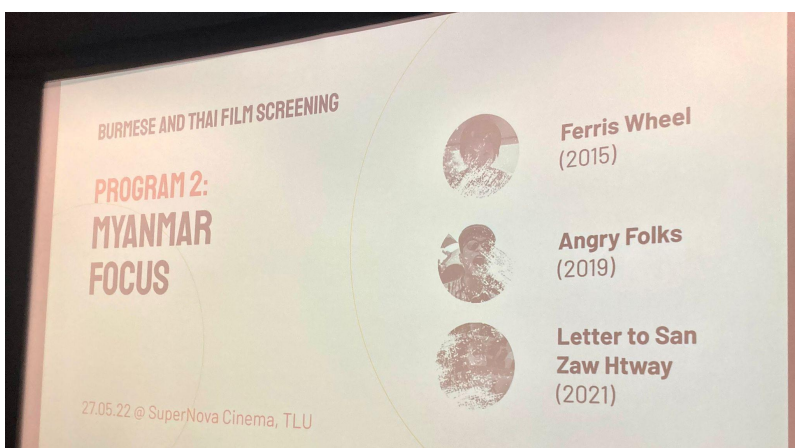 BURMESE AND THAI FILM SCREENING
PROGRAM 2:
MYANMAR
FOCUS
27.05.22 @ SuperNova Cinema, TLU
Ferris Wheel
(2015)
Angry Folks
(2019)
Letter to San
Zaw Htway
(2021)